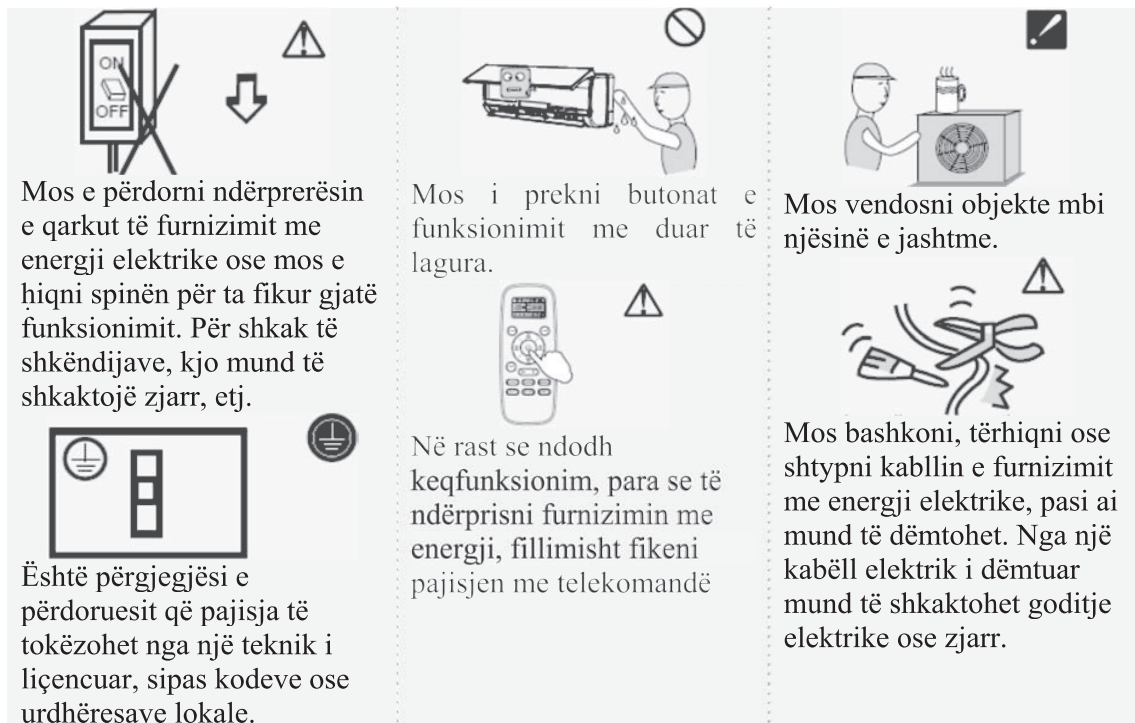 ON
OFF
Mos e përdorni ndërprerësin
e qarkut të furnizimit me
energji elektrike ose mos e
hiqni spinën për ta fikur gjatë
funksionimit. Për shkak të
shkëndijave, kjo mund të
shkaktojë zjarr, etj.
Është përgjegjësi e
përdoruesit që pajisja të
tokëzohet nga një teknik i
liçencuar, sipas kodeve ose
urdhëresave lokale.
Mos i prekni butonat e
funksionimit me duar të
lagura.
Në rast se ndodh
keqfunksionim, para se të
ndërprisni furnizimin me
energji, fillimisht fikeni
pajisjen me telekomandë
Mos vendosni objekte mbi
njësinë e jashtme.
Mos bashkoni, tërhiqni ose
shtypni kabllin e furnizimit
me energji elektrike, pasi ai
mund të dëmtohet. Nga një
kabëll elektrik i dëmtuar
mund të shkaktohet goditje
elektrike ose zjarr.